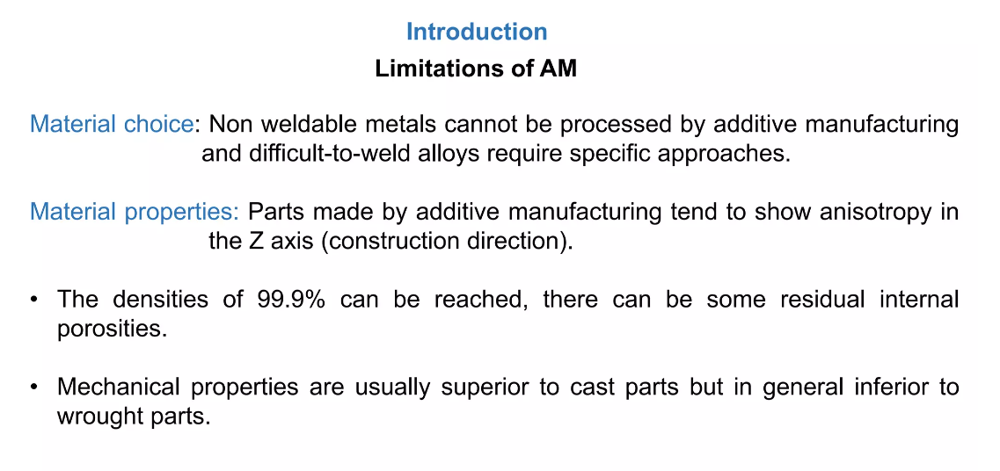 Introduction
Limitations of AM
Material choice: Non weldable metals cannot be processed by additive manufacturing
and difficult-to-weld alloys require specific approaches.
Material properties: Parts made by additive manufacturing tend to show anisotropy in
the Z axis (construction direction).
• The densities of 99.9% can be reached, there can be some residual internal
porosities.
• Mechanical properties are usually superior to cast parts but in general inferior to
wrought parts.